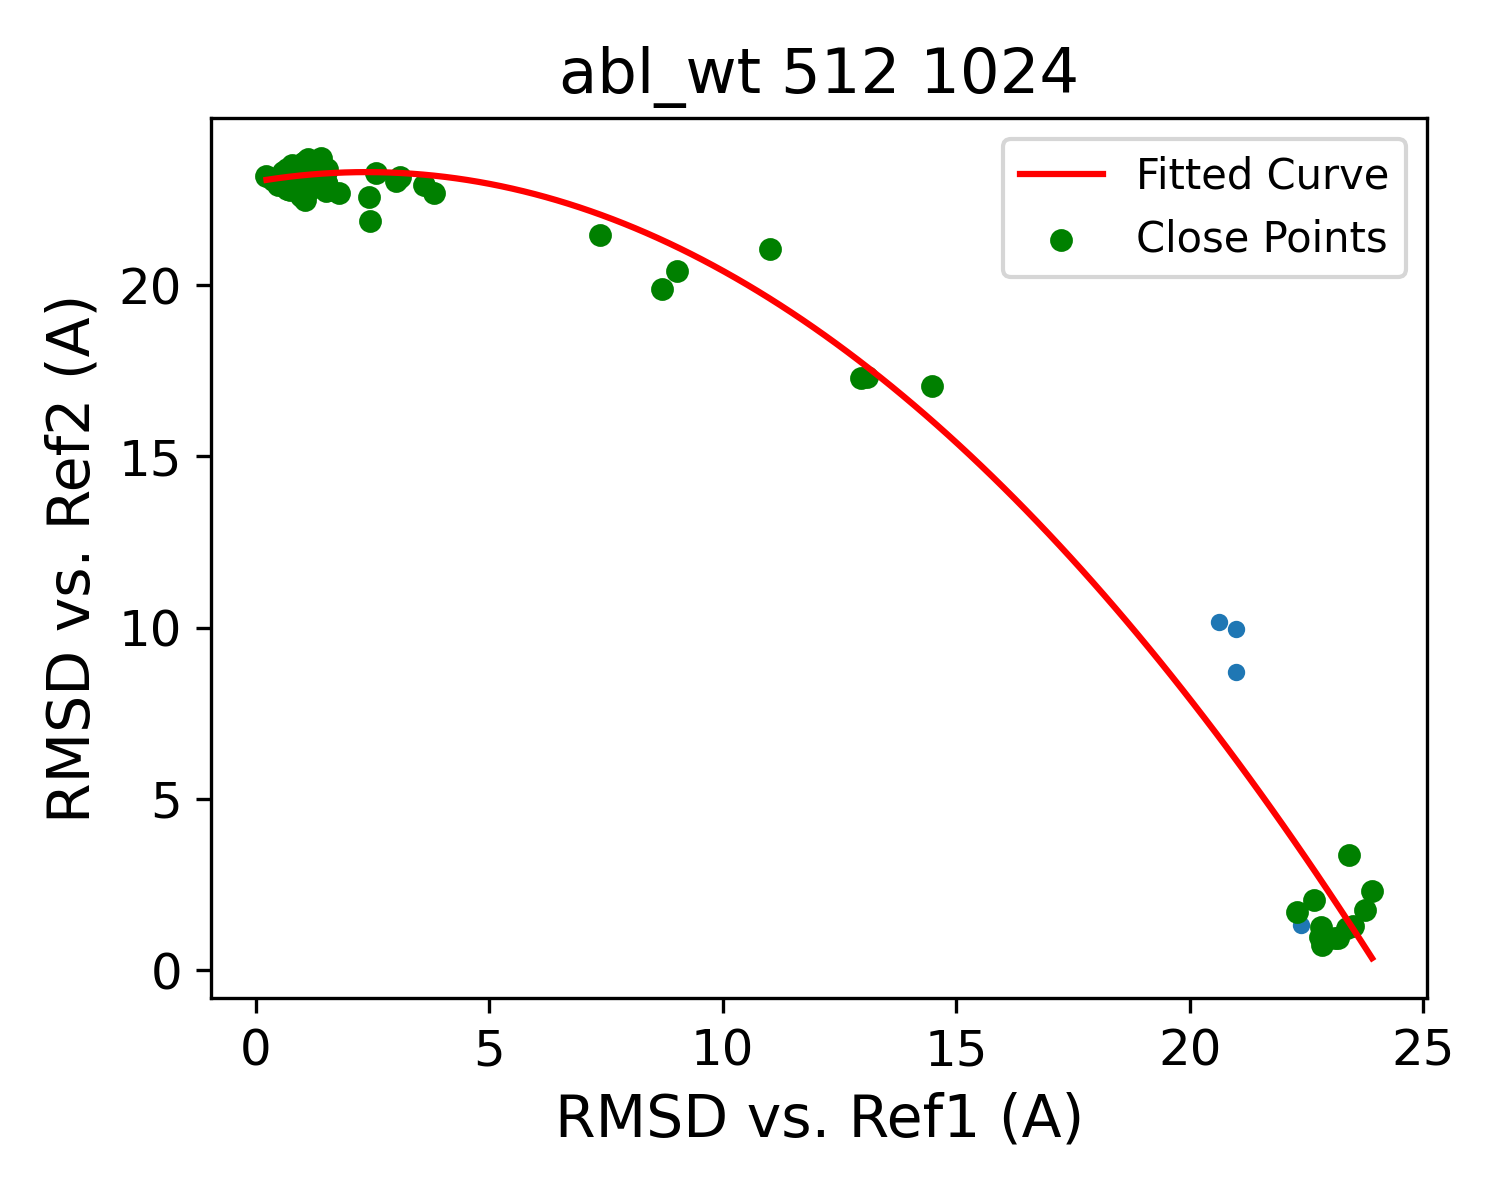 abl_wt 512 1024
Fitted Curve
Close Points
RMSD vs. Ref2 (A)
20
15
10
5
0
0 5 10 15 20 25
RMSD vs. Ref1 (A)